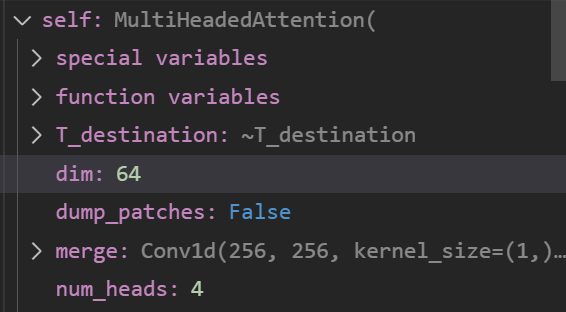 self: MultiHeadedAttention(
special variables
function variables
T_destination: ~T_destination
dim: 64
dump_patches: False
merge: Conv1d(256, 256, kernel_size=(1,)…
num_heads: 4